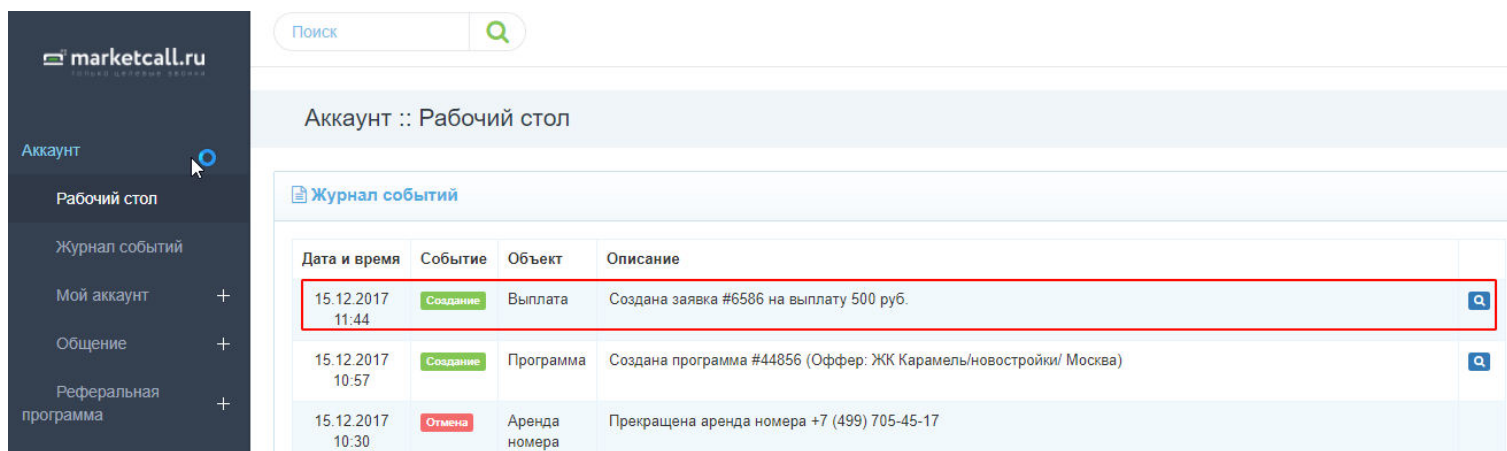 Поиск
marketcall.ru
только целевые звонки
Аккаунт :: Рабочий стол
Аккаунт
Рабочий стол
Журнал событий
Мой аккаунт +
Общение +
Реферальная
программа +
Журнал событий
Дата и время Событие Объект Описание
15.12.2017 Создание Выплата Создана заявка #6586 на выплату 500 руб.
11:44
15.12.2017 Создание Программа Создана программа #44856 (Оффер: ЖК Карамель/новостройки/ Москва)
10:57
15.12.2017 Отмена Аренда Прекращена аренда номера +7 (499) 705-45-17
10:30 номера